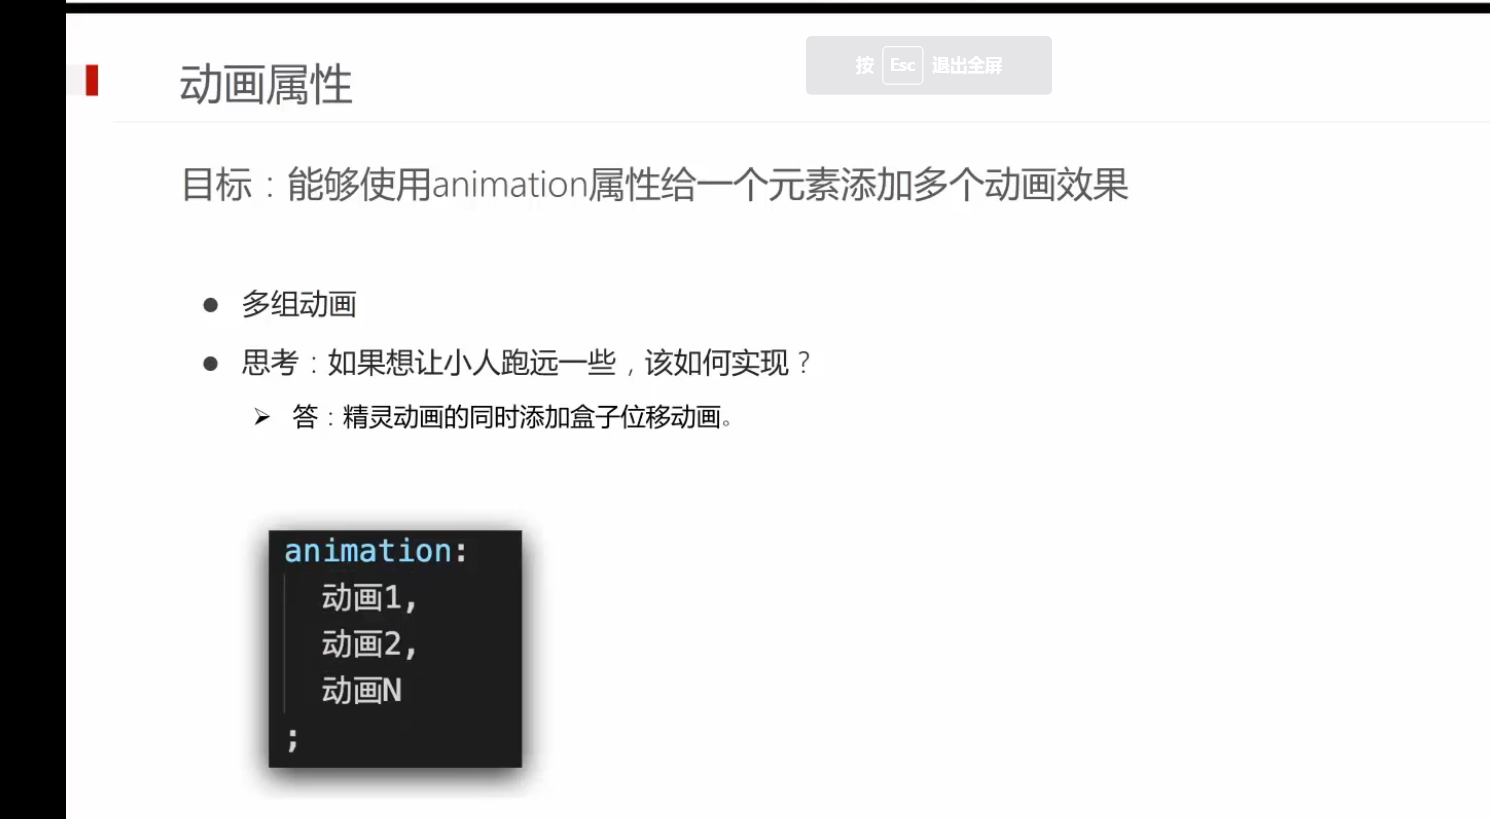 按 Esc 退出全屏
动画属性
目标：能够使用animation属性给一个元素添加多个动画效果
● 多组动画
● 思考：如果想让小人跑远一些，该如何实现？
➢ 答：精灵动画的同时添加盒子位移动画。
animation:
动画1,
动画2,
动画N
;